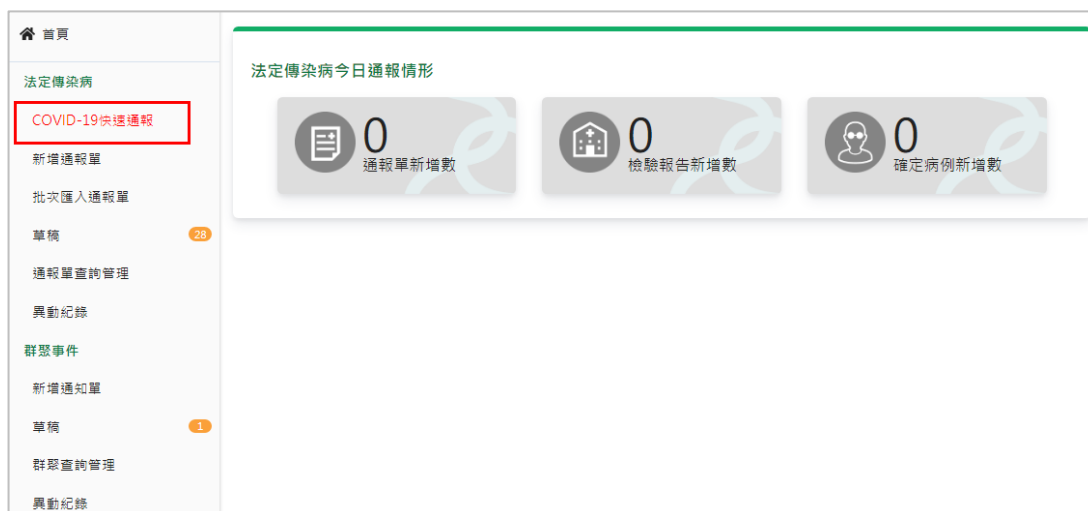 首頁
法定傳染病
COVID-19快速通報
新增通報單
批次匯入通報單
草稿 28
通報單查詢管理
異動紀錄
群聚事件
新增通知單
草稿 1
群聚查詢管理
異動紀錄
法定傳染病今日通報情形
0
通報單新增數
0
檢驗報告新增數
0
確定病例新增數